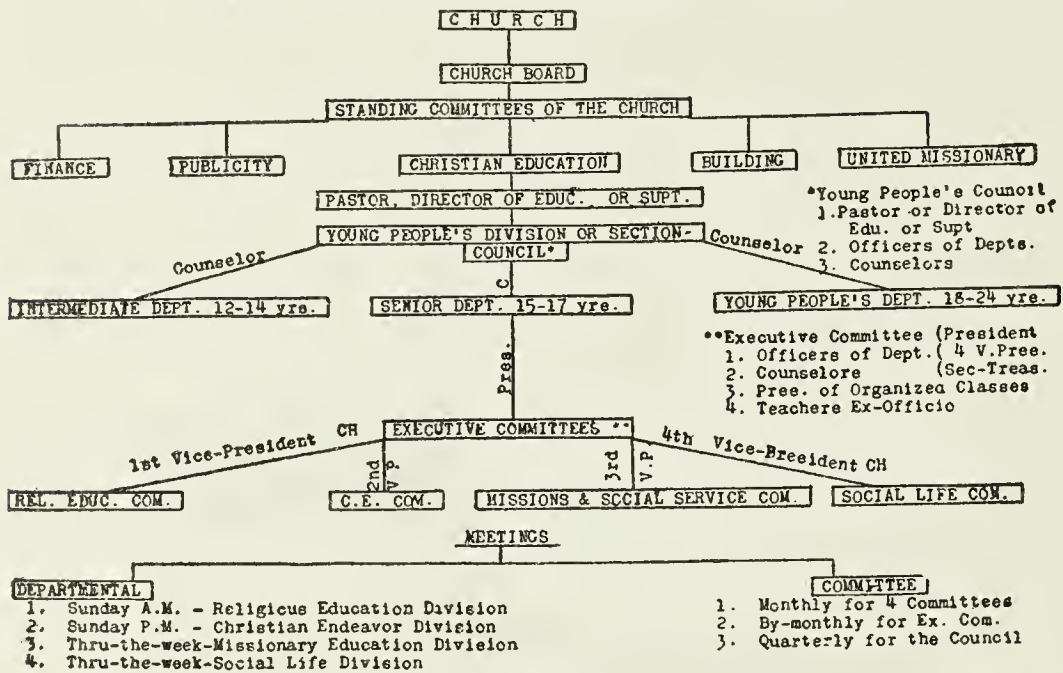 CHURCH
CHURCH BOARD
STANDING COMMITTEES OF THE CHURCH
FINANCE PUBLICITY CHRISTIAN EDUCATION BUILDING UNITED MISSIONARY
PASTOR, DIRECTOR OF EDUC. OR SUPT.
YOUNG PEOPLE'S DIVISION OR SECTION-
COUNCIL*
*Young People's Council
1. Pastor or Director of
Edu. or Supt
2. Officers of Depts.
3. Counselors
Counselor
C
Counselor
INTERMEDIATE DEPT. 12-14 yrs. SENIOR DEPT. 15-17 yrs. YOUNG PEOPLE'S DEPT. 18-24 yrs.
Pres.
**Executive Committee (President
1. Officers of Dept. ( 4 V.Pres.
2. Counselors (Sec-Treas.
3. Pres. of Organized Classes
4. Teachers Ex-Officio
EXECUTIVE COMMITTEES **
1st Vice-President CH
2nd V.P.
3rd V.P
4th Vice-President CH
REL. EDUC. COM. C.E. COM. MISSIONS & SOCIAL SERVICE COM. SOCIAL LIFE COM.
MEETINGS
DEPARTMENTAL
1. Sunday A.M. - Religious Education Division
2. Sunday P.M. - Christian Endeavor Division
3. Thru-the-week-Missionary Education Division
4. Thru-the-week-Social Life Division
COMMITTEE
1. Monthly for 4 Committees
2. By-monthly for Ex. Com.
3. Quarterly for the Council